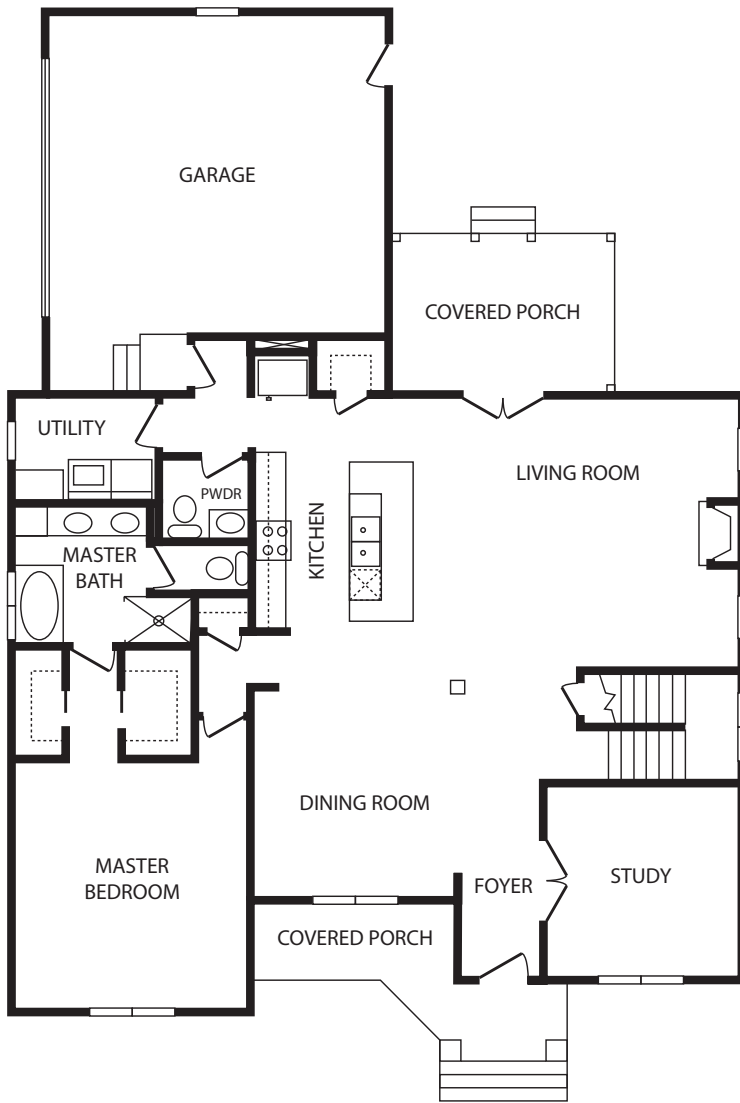 GARAGE
COVERED PORCH
UTILITY
LIVING ROOM
PWDR
KITCHEN
MASTER
BATH
DINING ROOM
MASTER
BEDROOM
FOYER
STUDY
COVERED PORCH